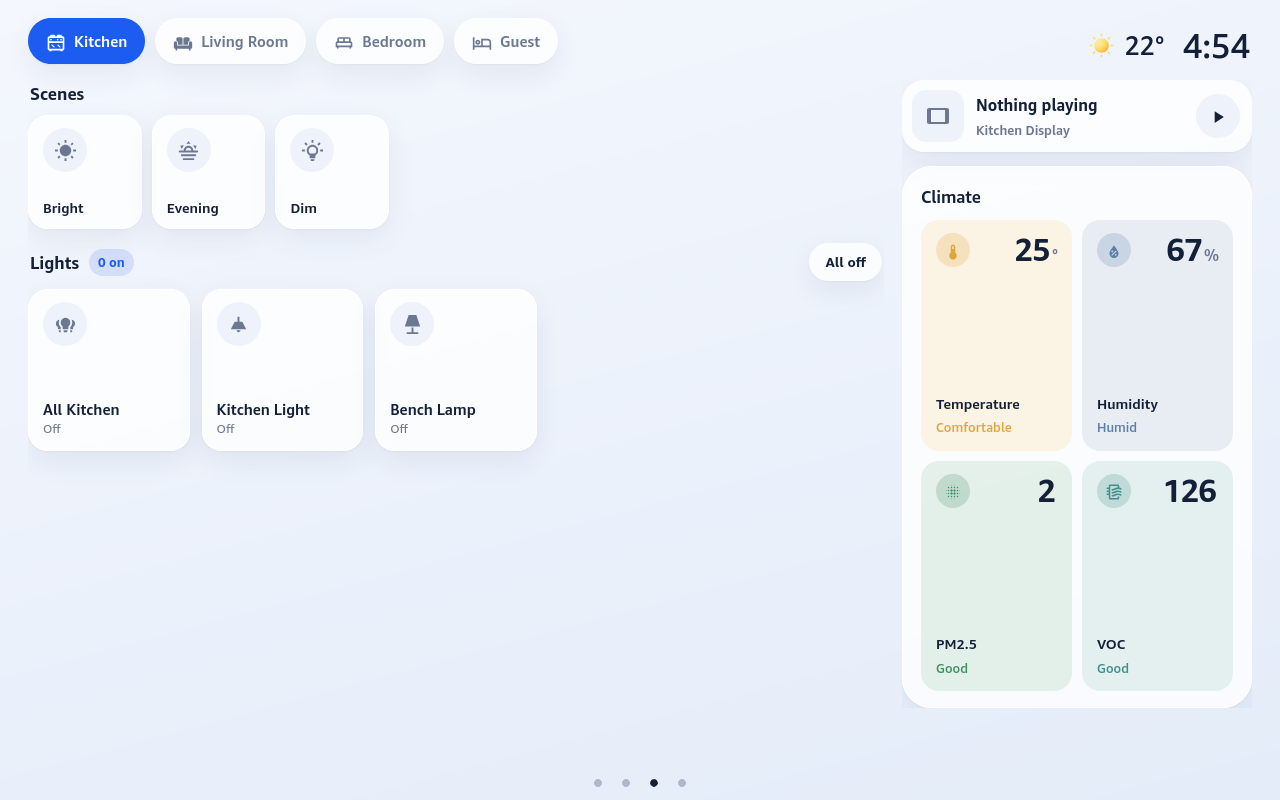 Kitchen
Living Room
Bedroom
Guest
22°
4:54
Scenes
Bright
Evening
Dim
Lights
0 on
All off
All Kitchen
Off
Kitchen Light
Off
Bench Lamp
Off
Nothing playing
Kitchen Display
Climate
25°
Temperature
Comfortable
67%
Humidity
Humid
2
PM2.5
Good
126
VOC
Good